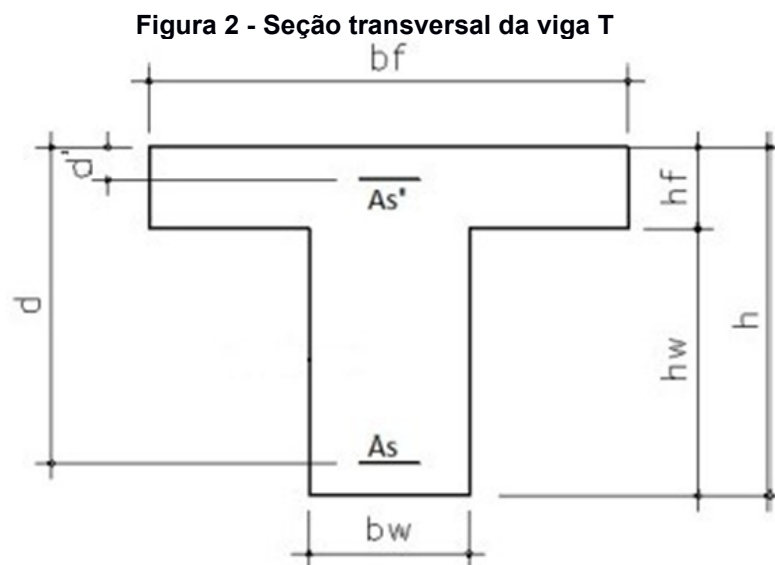 Figura 2 - Seção transversal da viga T
bf
d'
As'
hf
d
hw
h
As
bw